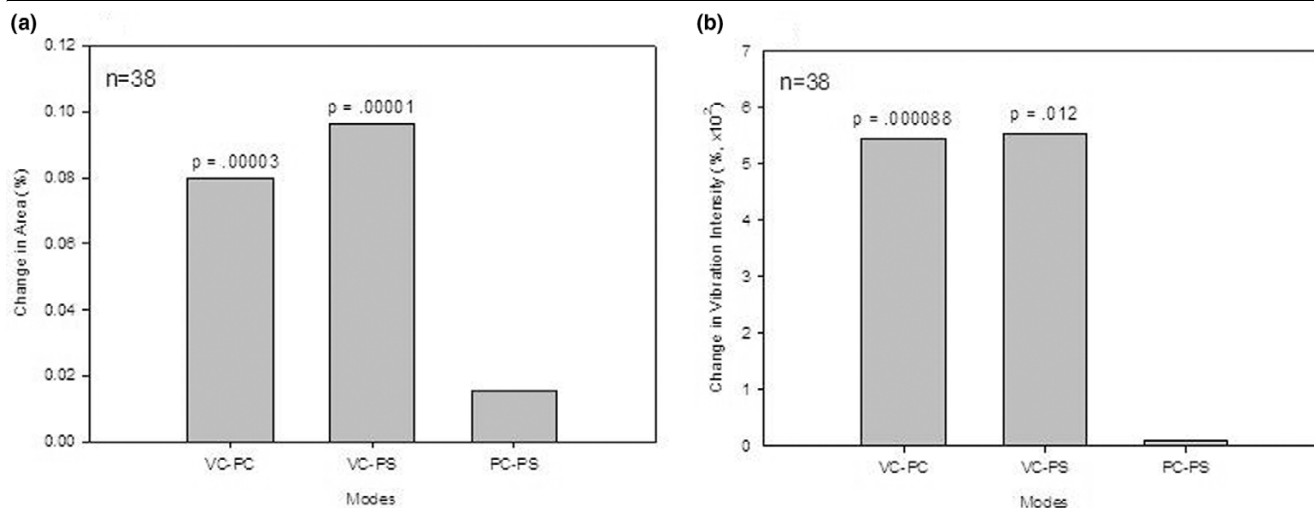 (a)
0.12
n=38
0.10
p = .00001
p = .00003
0.08
0.06
0.04
0.02
0.00
Change in Area (%)
VC-PC VC-PS PC-PS
Modes
(b)
7
n=38
6
p = .000088
p = .012
5
4
3
2
1
0
Change in Vibration Intensity (%, x10⁻²)
VC-PC VC-PS PC-PS
Modes